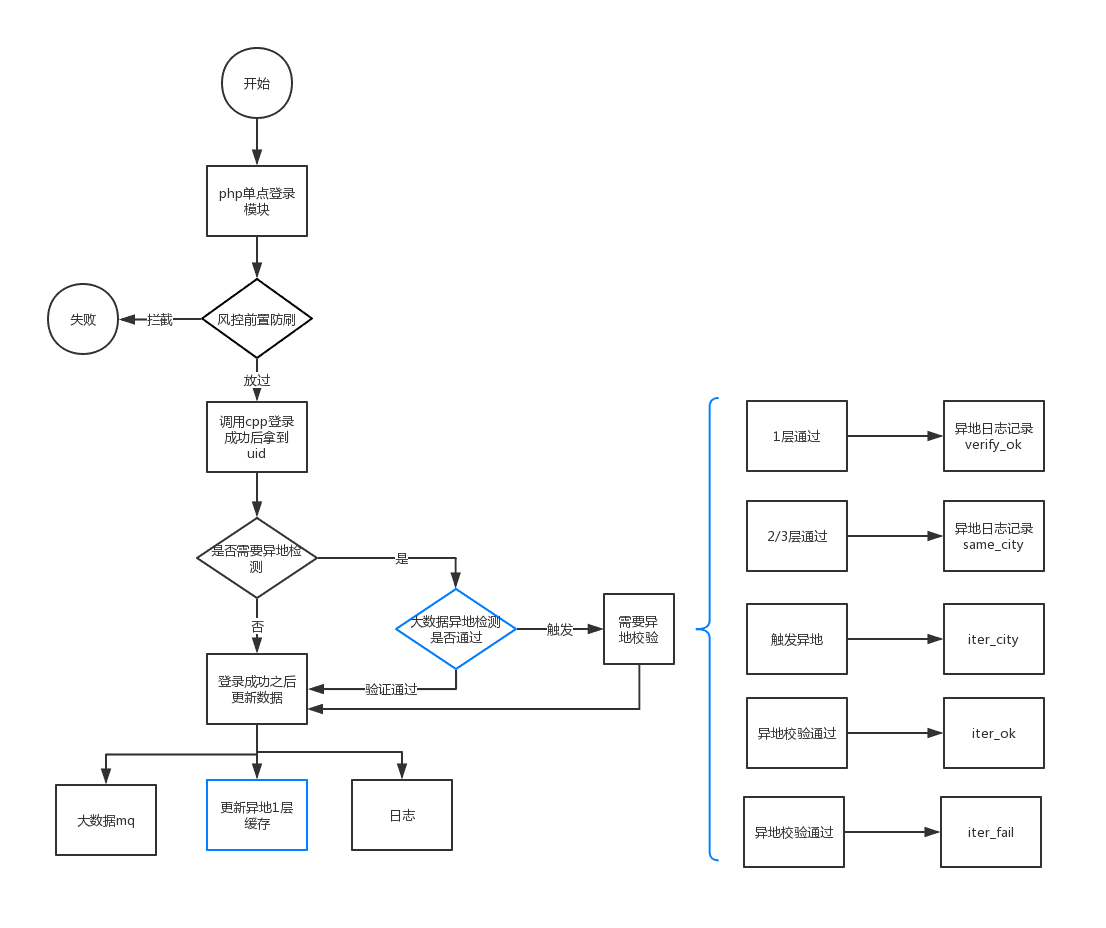 开始
php单点登录
模块
风控前置防刷
拦截
失败
放过
调用cpp登录
成功后拿到
uid
是否需要异地检
测
是
否
大数据异地检测
是否通过
触发
需要异
地校验
验证通过
登录成功之后
更新数据
大数据mq
更新异地1层
缓存
日志
1层通过
异地日志记录
verify_ok
2/3层通过
异地日志记录
same_city
触发异地
iter_city
异地校验通过
iter_ok
异地校验通过
iter_fail